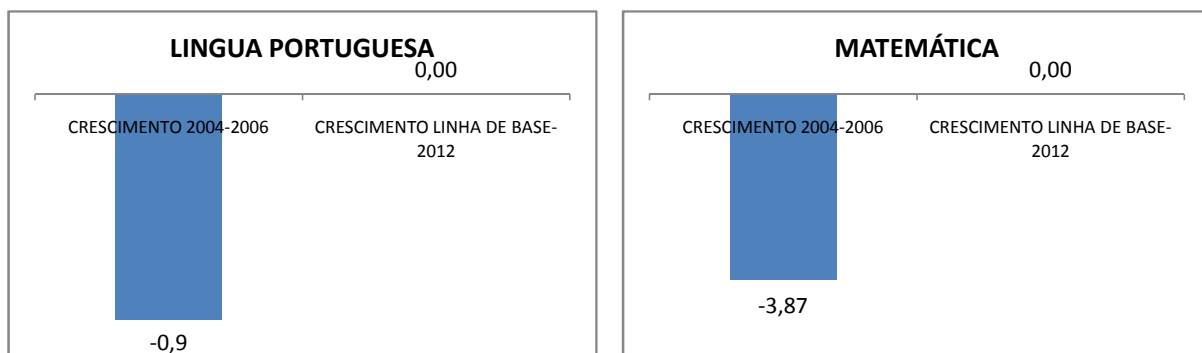 LINGUA PORTUGUESA
0,00
CRESCIMENTO 2004-2006
CRESCIMENTO LINHA DE BASE-
2012
-0,9
MATEMÁTICA
0,00
CRESCIMENTO 2004-2006
CRESCIMENTO LINHA DE BASE-
2012
-3,87